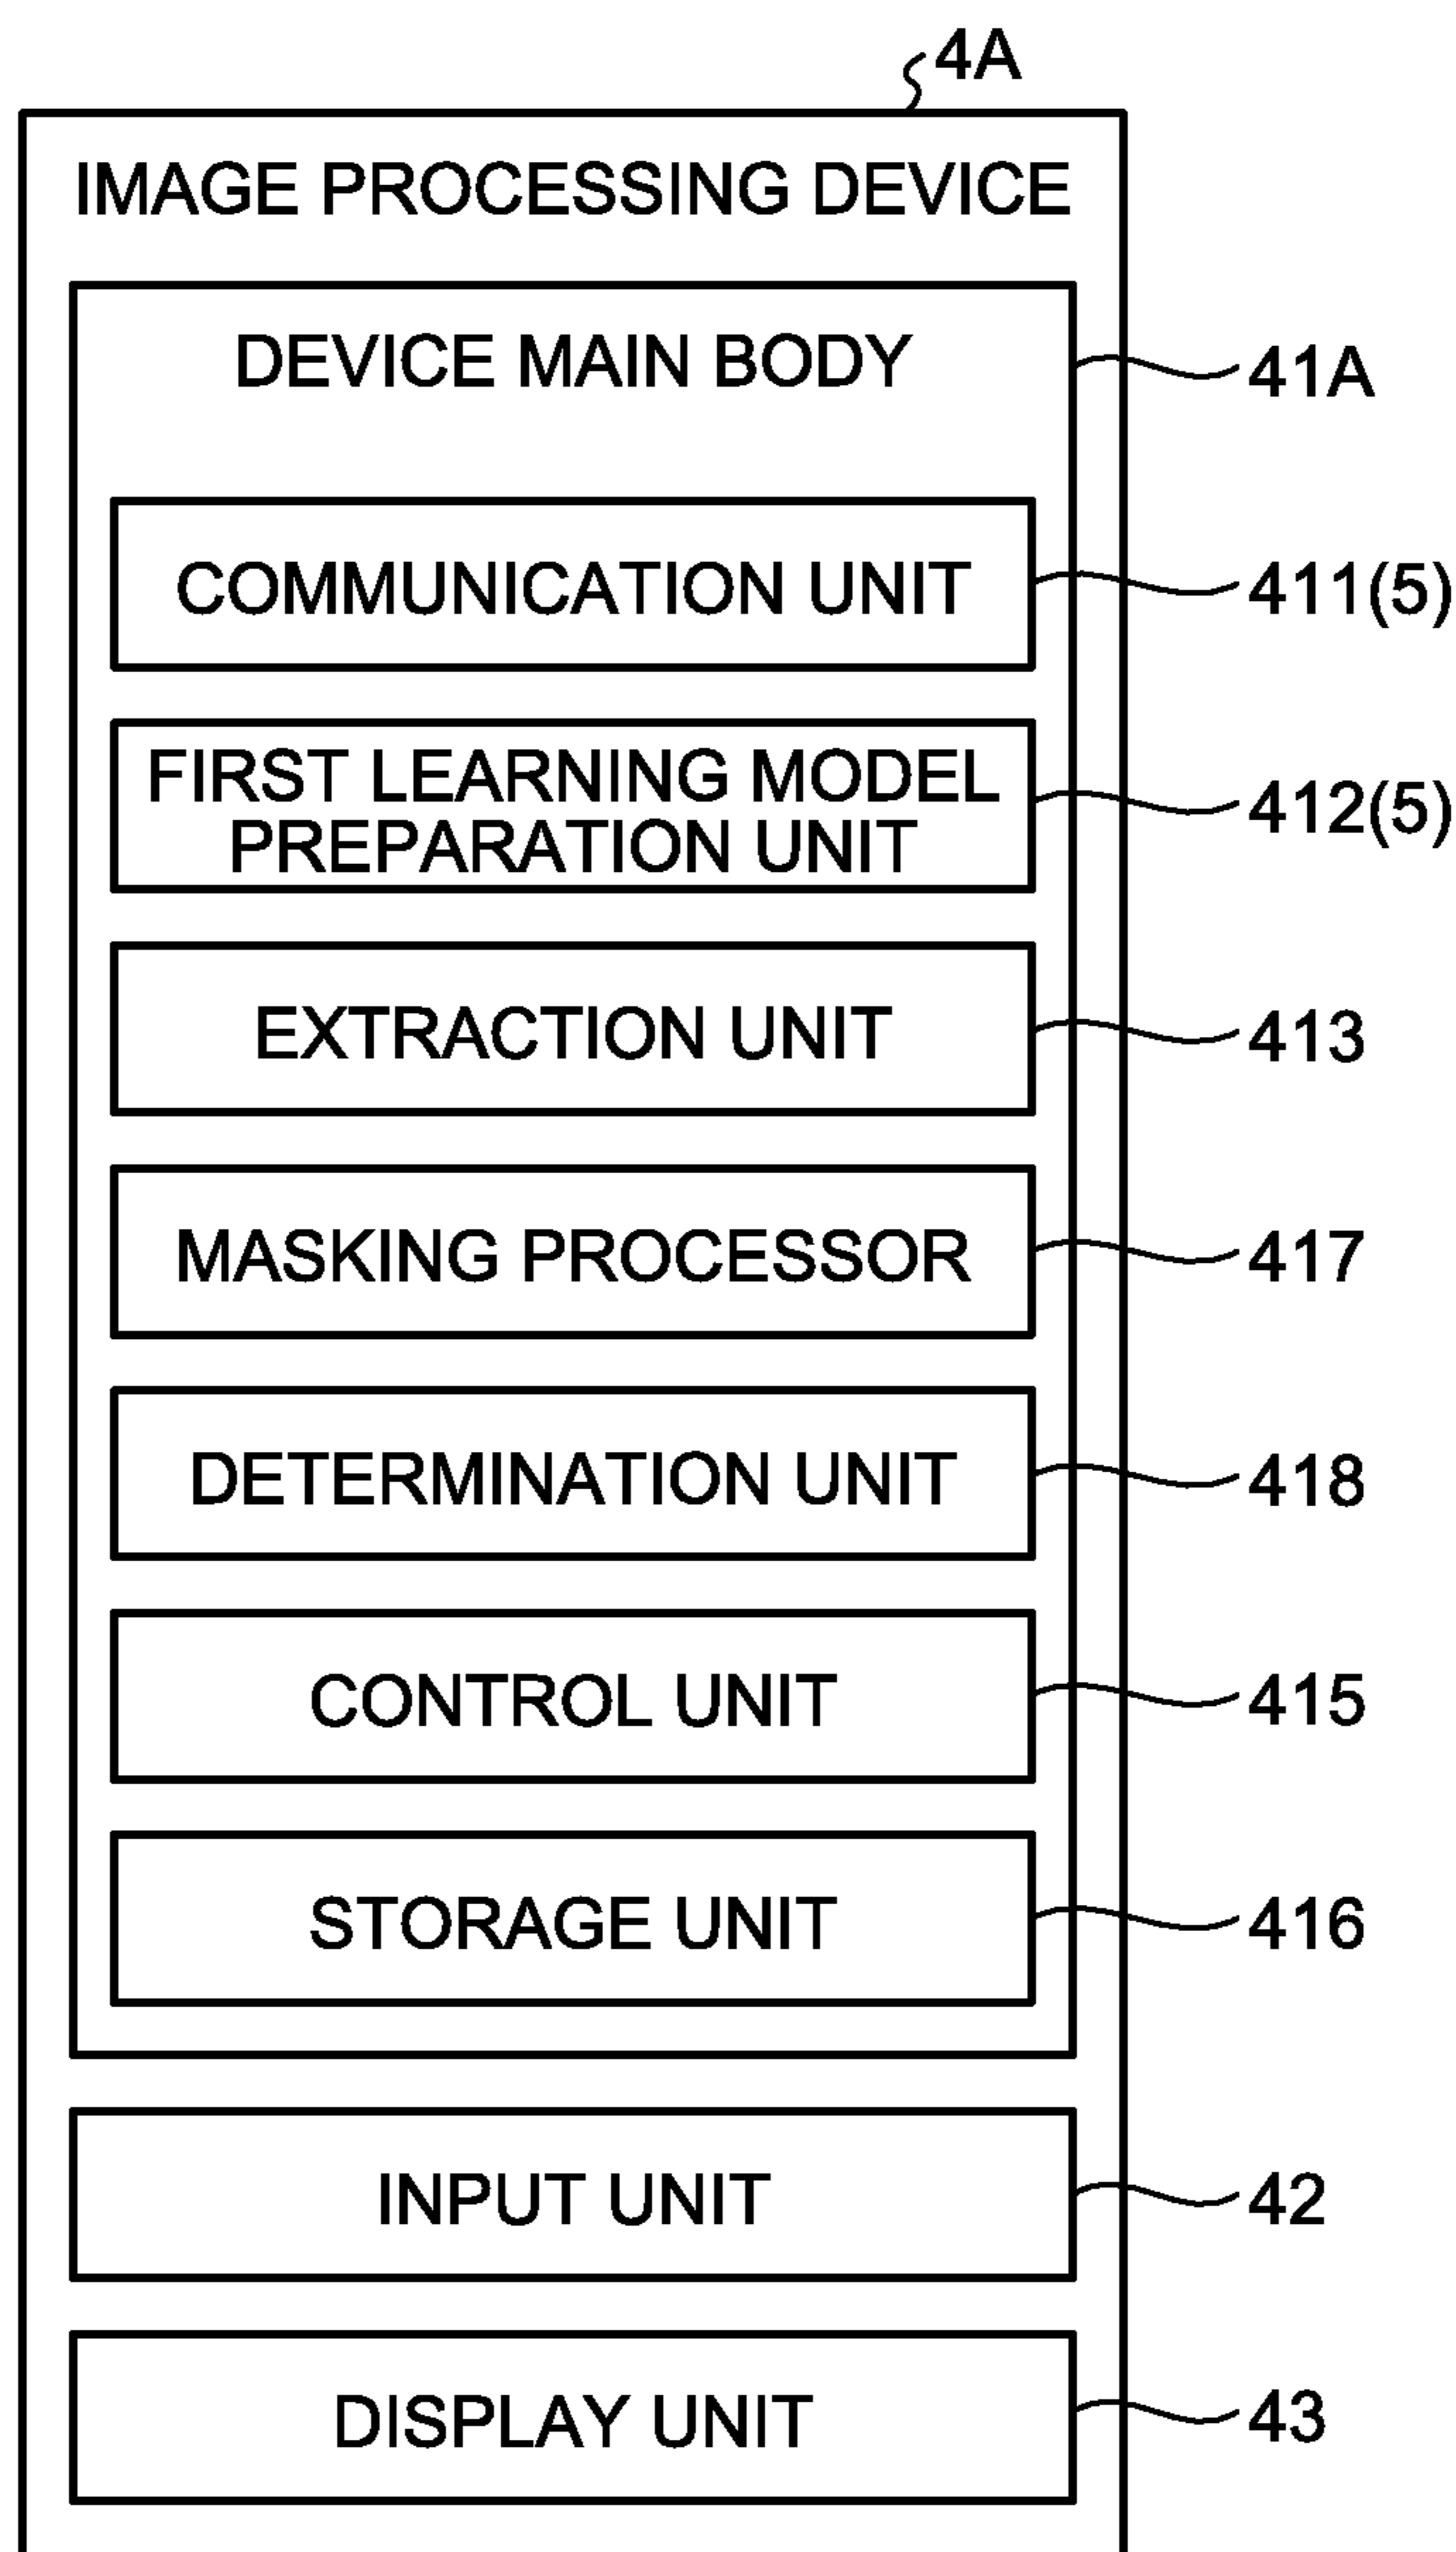 4A
IMAGE PROCESSING DEVICE
DEVICE MAIN BODY
41A
COMMUNICATION UNIT
411(5)
FIRST LEARNING MODEL
PREPARATION UNIT
412(5)
EXTRACTION UNIT
413
MASKING PROCESSOR
417
DETERMINATION UNIT
418
CONTROL UNIT
415
STORAGE UNIT
416
INPUT UNIT
42
DISPLAY UNIT
43